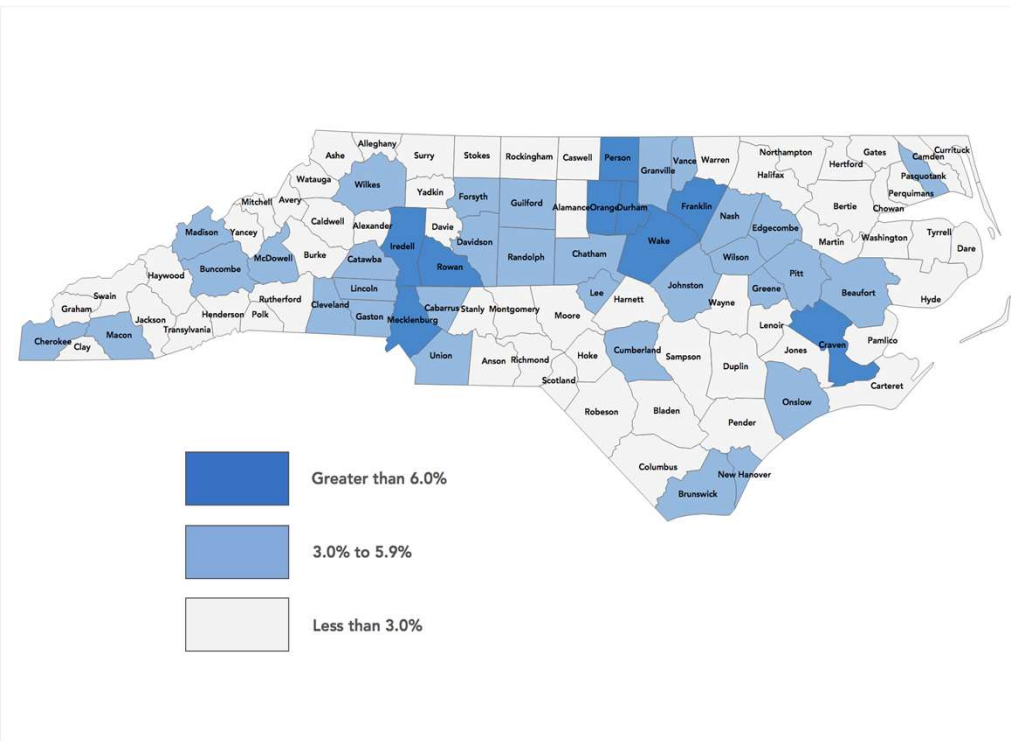 Alleghany
Ashe
Surry
Stokes
Rockingham
Caswell
Person
Granville
Vance
Warren
Northampton
Halifax
Hertford
Gates
Camden
Currituck
Pasquotank
Perquimans
Chowan
Bertie
Watauga
Wilkes
Yadkin
Forsyth
Guilford
Alamance
Orange
Durham
Franklin
Nash
Edgecombe
Martin
Washington
Tyrrell
Dare
Mitchell
Avery
Caldwell
Alexander
Iredell
Davie
Davidson
Randolph
Chatham
Wake
Wilson
Madison
Yancey
McDowell
Burke
Catawba
Rowan
Buncombe
Haywood
Lincoln
Lee
Harnett
Johnston
Wayne
Greene
Pitt
Beaufort
Hyde
Swain
Graham
Jackson
Henderson
Polk
Rutherford
Transylvania
Cleveland
Gaston
Mecklenburg
Cabarrus
Stanly
Montgomery
Moore
Cherokee
Clay
Macon
Union
Anson
Richmond
Scotland
Hoke
Cumberland
Sampson
Duplin
Lenoir
Jones
Craven
Pamlico
Carteret
Onslow
Robeson
Bladen
Pender
Columbus
New Hanover
Brunswick
Greater than 6.0%
3.0% to 5.9%
Less than 3.0%